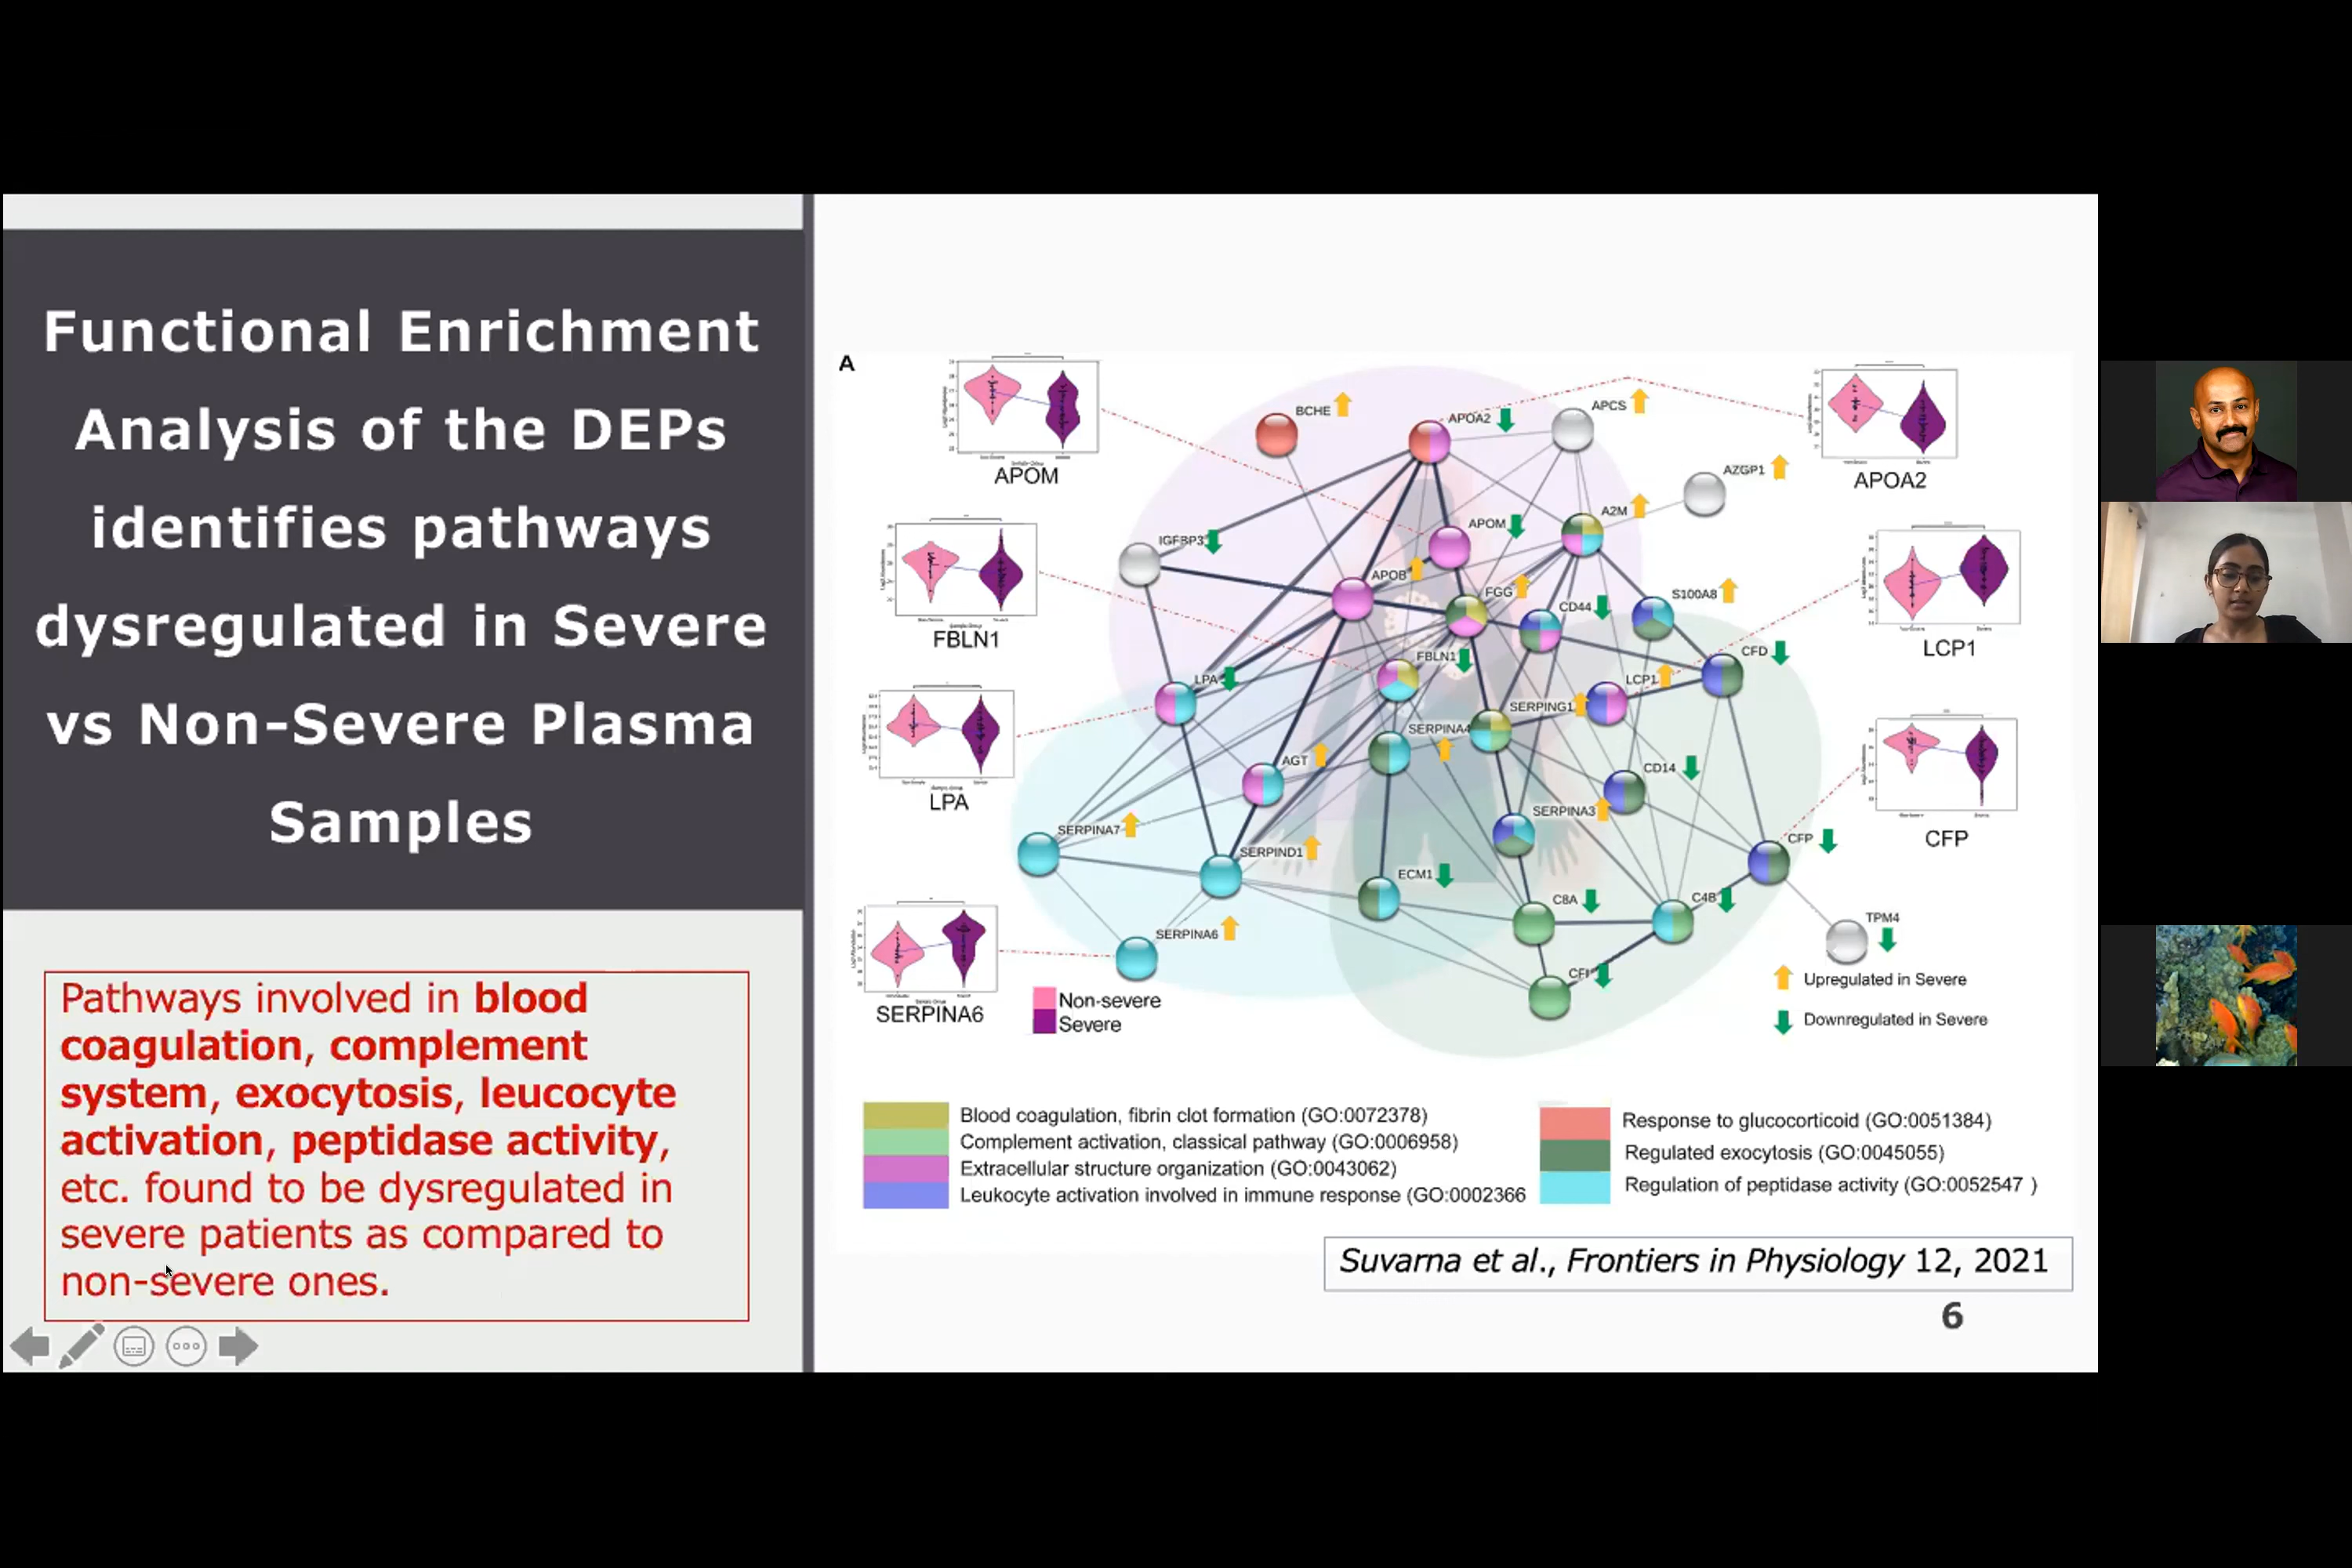 Functional Enrichment
Analysis of the DEPs
identifies pathways
dysregulated in Severe
vs Non-Severe Plasma
Samples
Pathways involved in blood
coagulation, complement
system, exocytosis, leucocyte
activation, peptidase activity,
etc. found to be dysregulated in
severe patients as compared to
non-severe ones.
A
APOM
FBLN1
LPA
SERPINA6
APOA2
LCP1
CFP
BCHE
APOA2
APCS
AZGP1
A2M
APOM
IGFBP3
APOB
FGG
CD44
S100A8
FBLN1
CFD
LPA
LCP1
SERPING1
SERPINA4
AGT
CD14
SERPINA3
SERPINA7
SERPIND1
CFP
ECM1
C8A
C4B
TPM4
SERPINA6
CFI
Non-severe
Severe
Upregulated in Severe
Downregulated in Severe
Blood coagulation, fibrin clot formation (GO:0072378)
Complement activation, classical pathway (GO:0006958)
Extracellular structure organization (GO:0043062)
Leukocyte activation involved in immune response (GO:0002366
Response to glucocorticoid (GO:0051384)
Regulated exocytosis (GO:0045055)
Regulation of peptidase activity (GO:0052547 )
Suvarna et al., Frontiers in Physiology 12, 2021
6